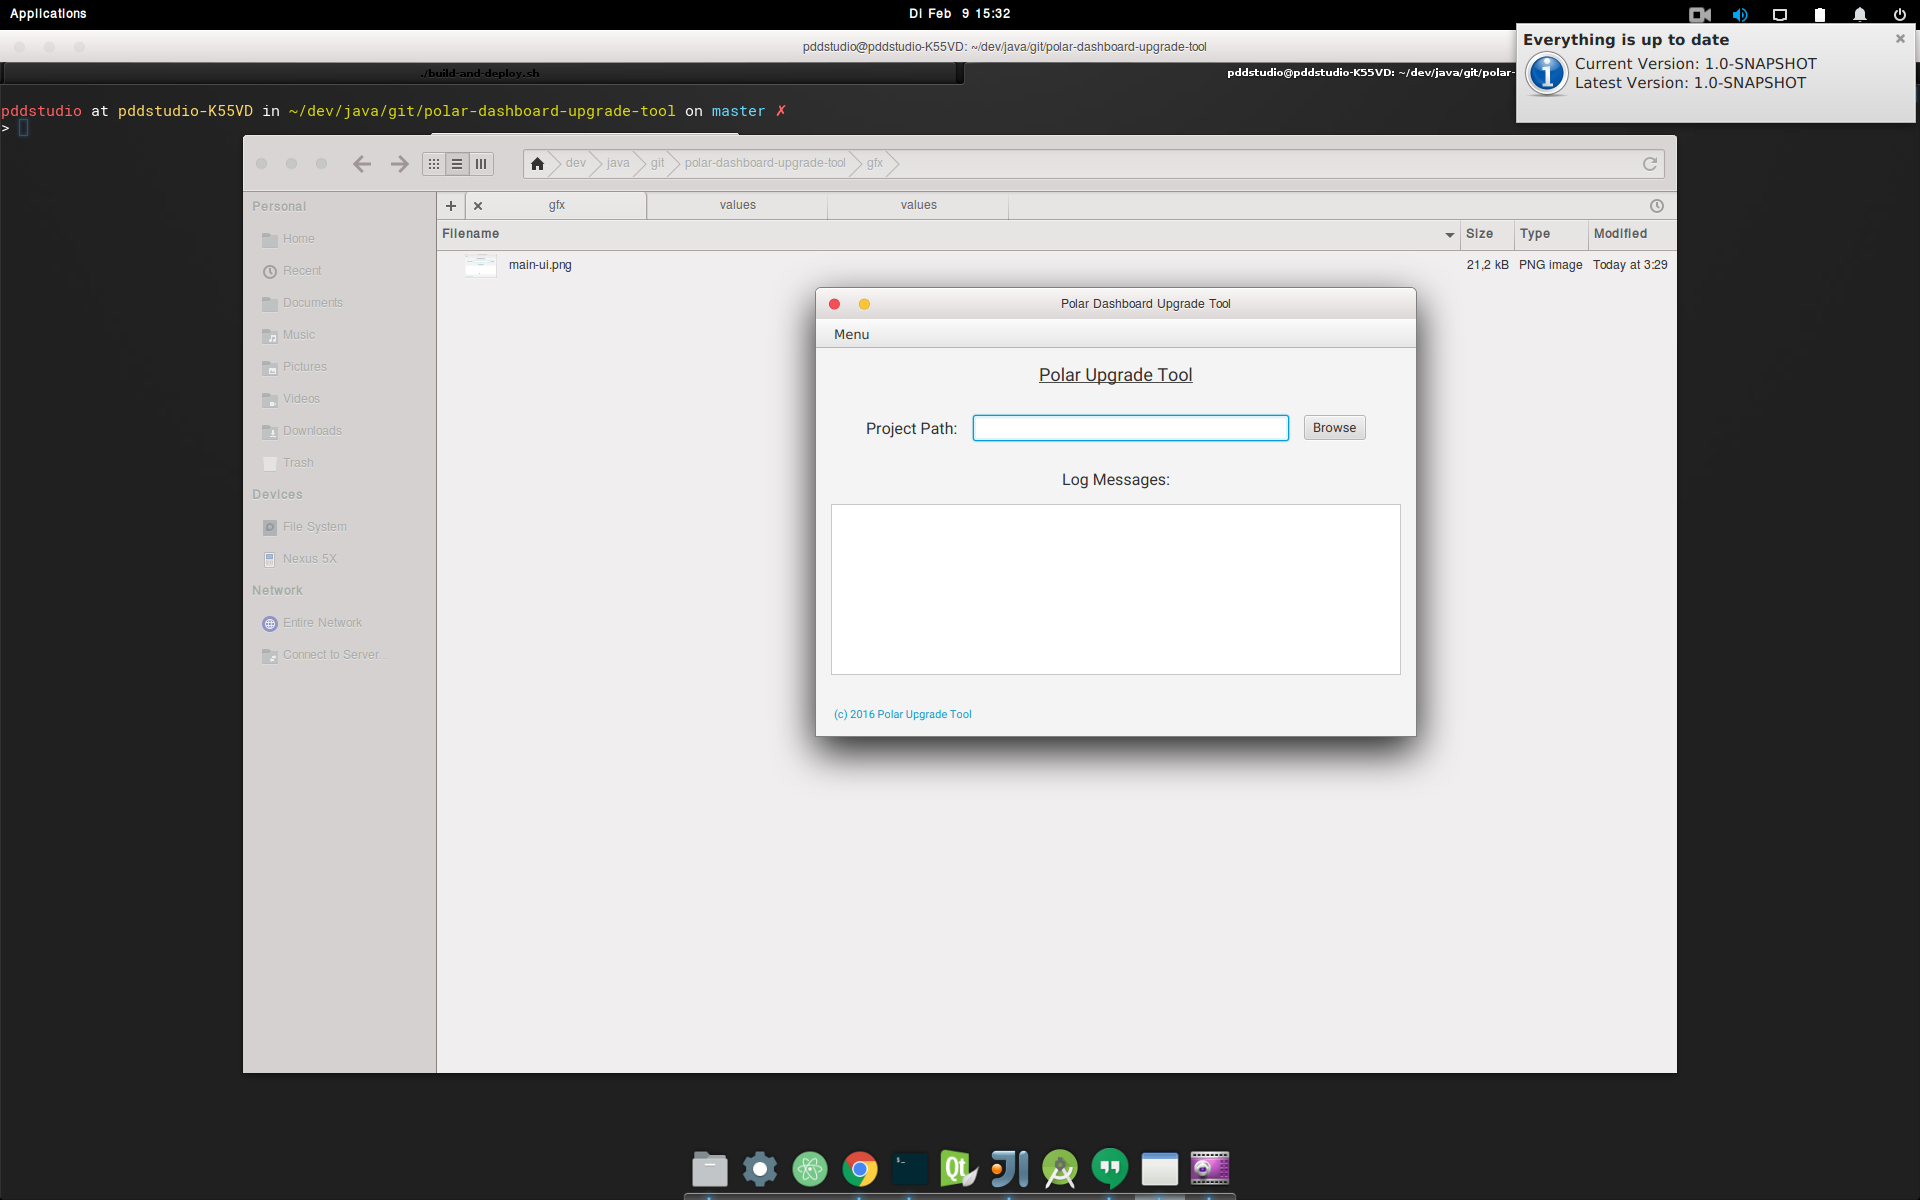 Applications
Di Feb 9 15:32
pddstudio@pddstudio-K55VD: ~/dev/java/git/polar-dashboard-upgrade-tool
./build-and-deploy.sh
pddstudio@pddstudio-K55VD: ~/dev/java/git/polar-
Everything is up to date
Current Version: 1.0-SNAPSHOT
Latest Version: 1.0-SNAPSHOT
pddstudio at pddstudio-K55VD in ~/dev/java/git/polar-dashboard-upgrade-tool on master ✗
>
dev java git polar-dashboard-upgrade-tool gfx
gfx values values
Filename Size Type Modified
main-ui.png 21,2 kB PNG image Today at 3:29
Personal
Home
Recent
Documents
Music
Pictures
Videos
Downloads
Trash
Devices
File System
Nexus 5X
Network
Entire Network
Connect to Server...
Polar Dashboard Upgrade Tool
Menu
Polar Upgrade Tool
Project Path: Browse
Log Messages:
(c) 2016 Polar Upgrade Tool
$_
Qt
JI